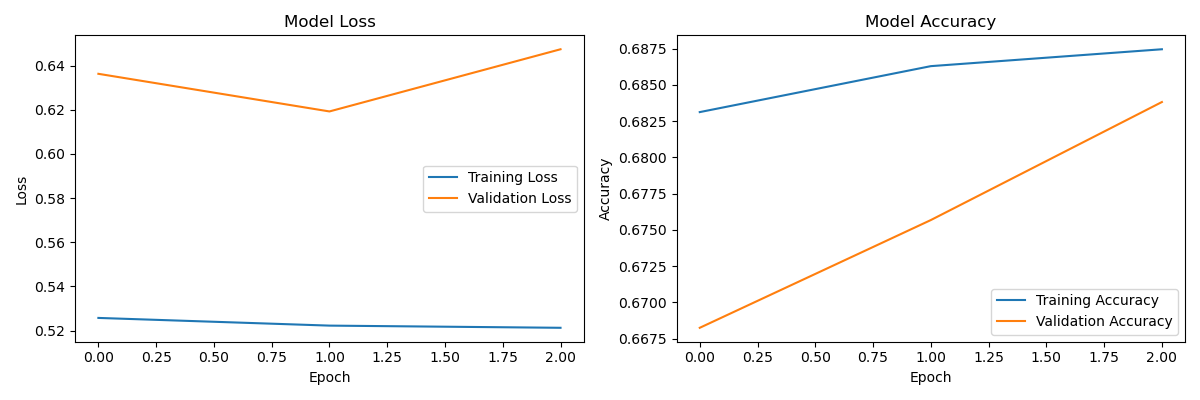 Model Loss
Loss
0.64
0.62
0.60
0.58
0.56
0.54
0.52
Training Loss
Validation Loss
0.00 0.25 0.50 0.75 1.00 1.25 1.50 1.75 2.00
Epoch
Model Accuracy
Accuracy
0.6875
0.6850
0.6825
0.6800
0.6775
0.6750
0.6725
0.6700
0.6675
Training Accuracy
Validation Accuracy
0.00 0.25 0.50 0.75 1.00 1.25 1.50 1.75 2.00
Epoch